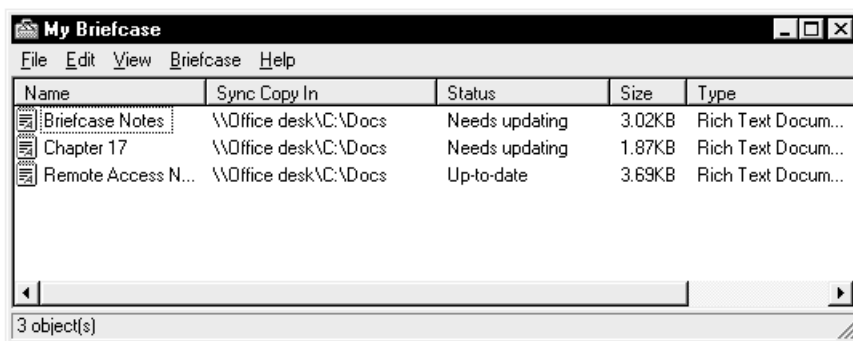 My Briefcase
File Edit View Briefcase Help
Name Sync Copy In Status Size Type
Briefcase Notes \\Office desk\C:\Docs Needs updating 3.02KB Rich Text Docum...
Chapter 17 \\Office desk\C:\Docs Needs updating 1.87KB Rich Text Docum...
Remote Access N... \\Office desk\C:\Docs Up-to-date 3.69KB Rich Text Docum...
3 object(s)